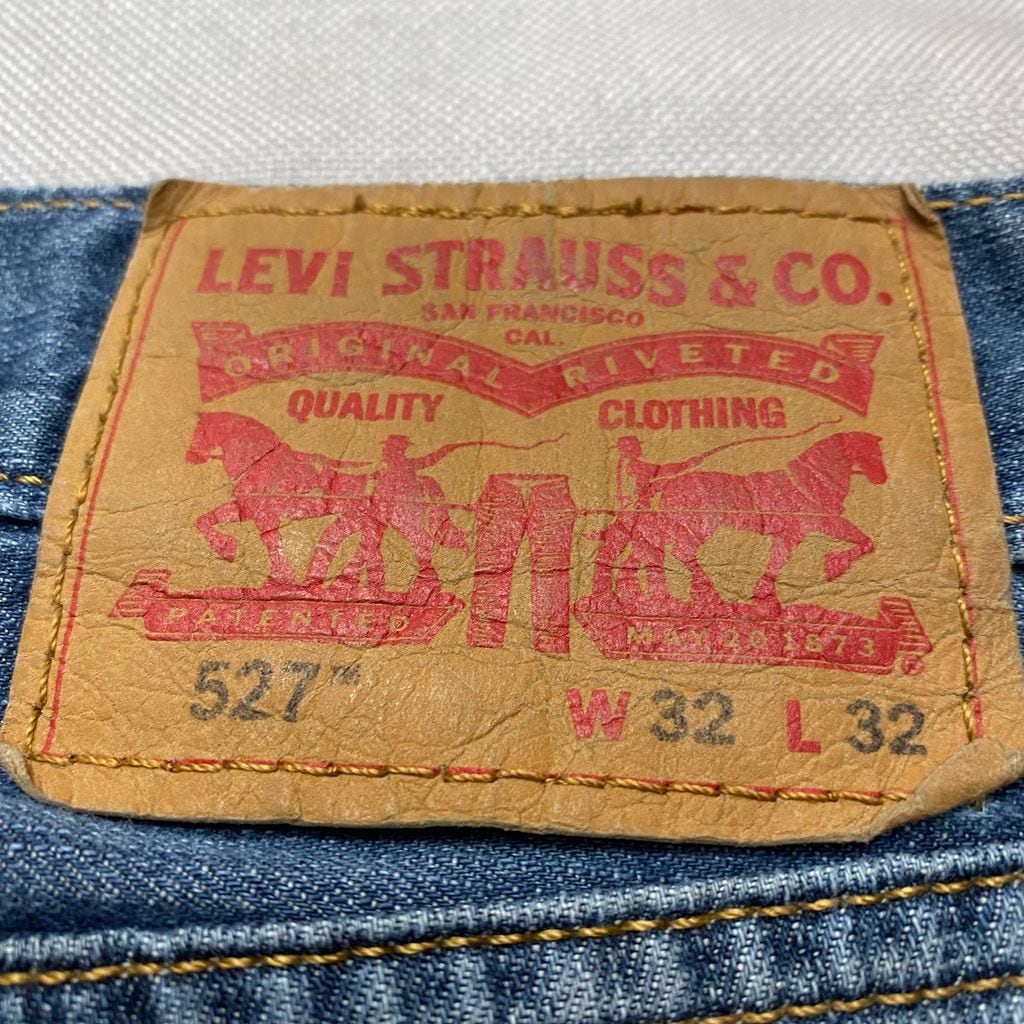 LEVI STRAUSS & CO.
SAN FRANCISCO
CAL.
ORIGINAL RIVETED
QUALITY CLOTHING
PATENTED MAY 20 1873
527™ W 32 L 32